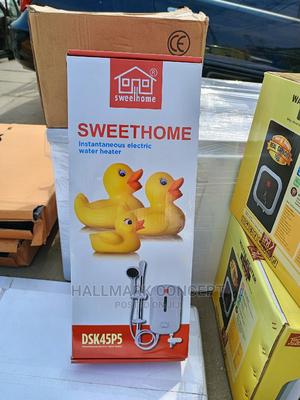 CE
sweethome
SWEETHOME
Instantaneous electric
water heater
HALLMARK CONCEPT
DSK45P5